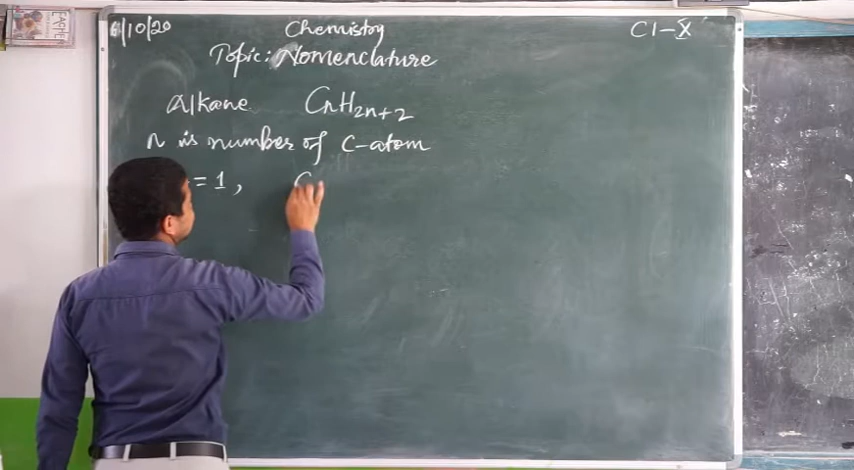 6/10/20 Chemistry Cl-X
Topic: Nomenclature
Alkane CnH2n+2
n is number of C-atom
= 1, C